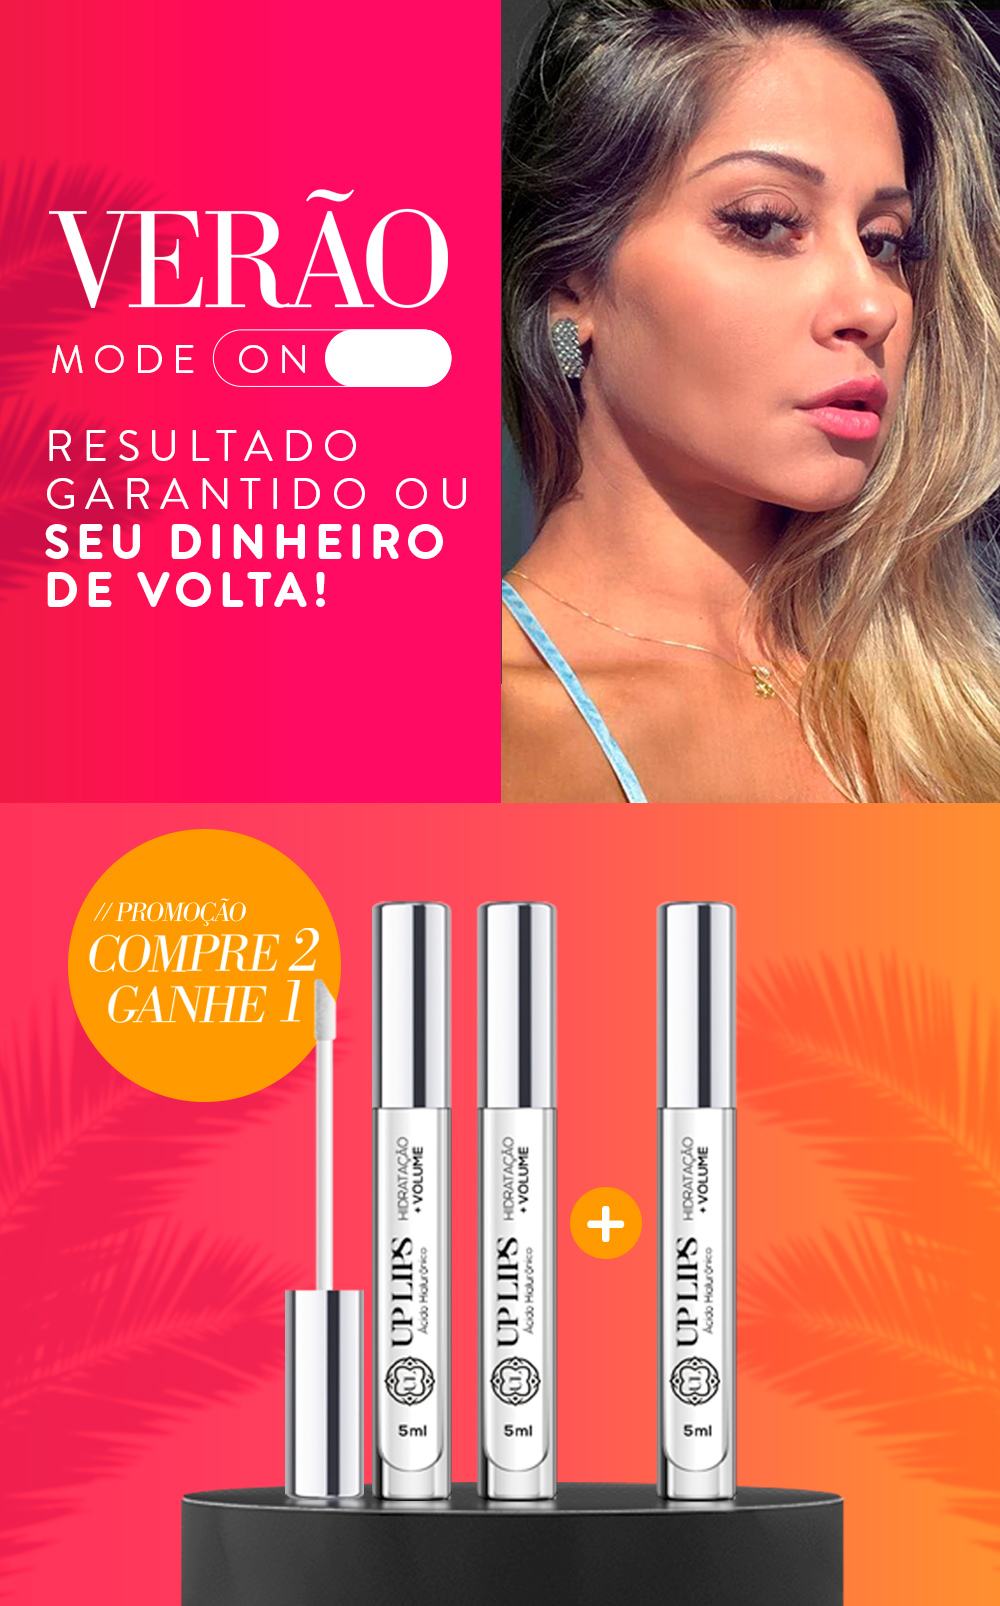 VERÃO
MODE ON
RESULTADO
GARANTIDO OU
SEU DINHEIRO
DE VOLTA!
// PROMOÇÃO
COMPRE 2
GANHE 1
HIDRATAÇÃO
+ VOLUME
UP LIPS
Ácido Hialurônico
5ml
HIDRATAÇÃO
+ VOLUME
UP LIPS
Ácido Hialurônico
5ml
+
HIDRATAÇÃO
+ VOLUME
UP LIPS
Ácido Hialurônico
5ml